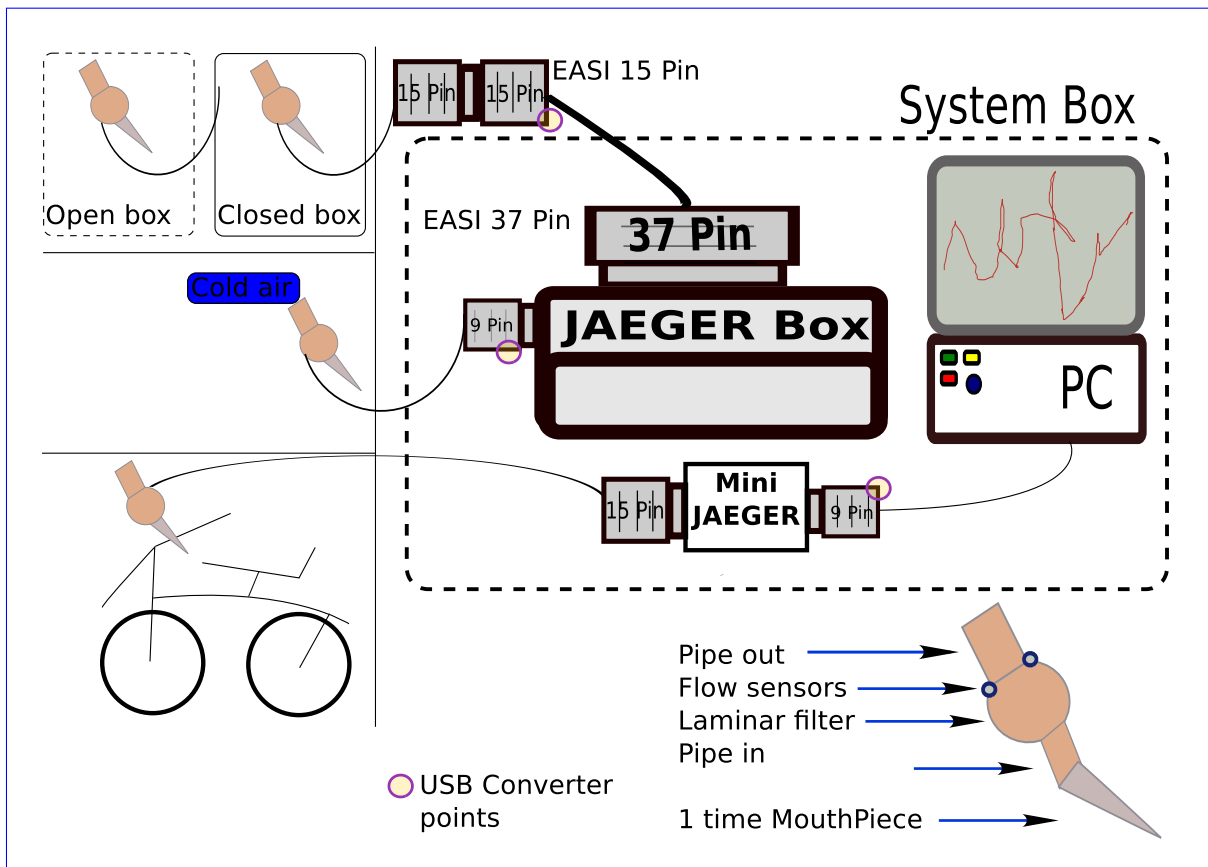 EASI 15 Pin
15 Pin
15 Pin
System Box
Open box
Closed box
EASI 37 Pin
37 Pin
Cold air
9 Pin
JAEGER Box
PC
Mini
JAEGER
15 Pin
9 Pin
Pipe out
Flow sensors
Laminar filter
Pipe in
1 time MouthPiece
USB Converter
points